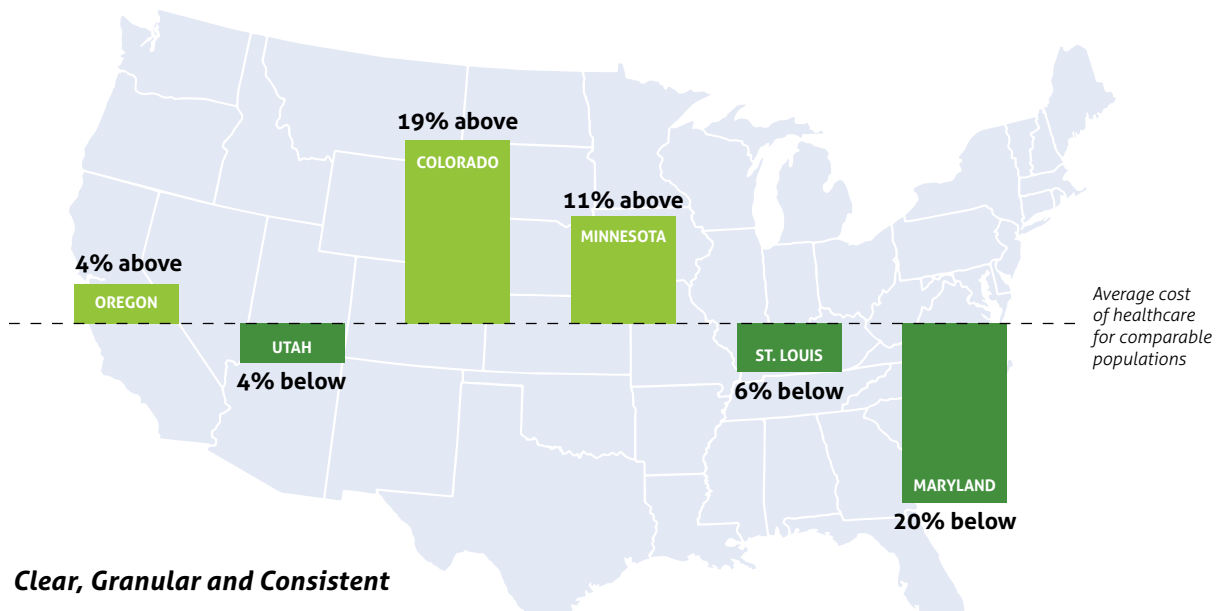 19% above
COLORADO
11% above
MINNESOTA
4% above
OREGON
UTAH
4% below
ST. LOUIS
6% below
MARYLAND
20% below
Average cost
of healthcare
for comparable
populations
Clear, Granular and Consistent